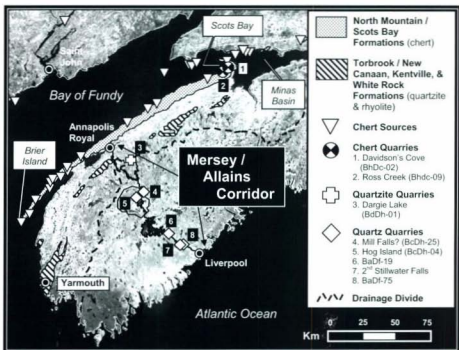 Saint
John
Scots Bay
Bay of Fundy
Minas
Basin
Annapolis
Royal
Brier
Island
Mersey /
Allains
Corridor
Yarmouth
Liverpool
Atlantic Ocean
1
2
3
4
5
6
7
8
North Mountain /
Scots Bay
Formations (chert)
Torbrook / New
Canaan, Kentville, &
White Rock
Formations (quartzite
& rhyolite)
Chert Sources
Chert Quarries
1. Davidson's Cove
(BhDc-02)
2. Ross Creek (Bhdc-09)
Quartzite Quarries
3. Dargie Lake
(BdDh-01)
Quartz Quarries
4. Mill Falls? (BcDh-25)
5. Hog Island (BcDh-04)
6. BaDf-19
7. 2nd Stillwater Falls
8. BaDf-75
Drainage Divide
Km
0 25 50 75